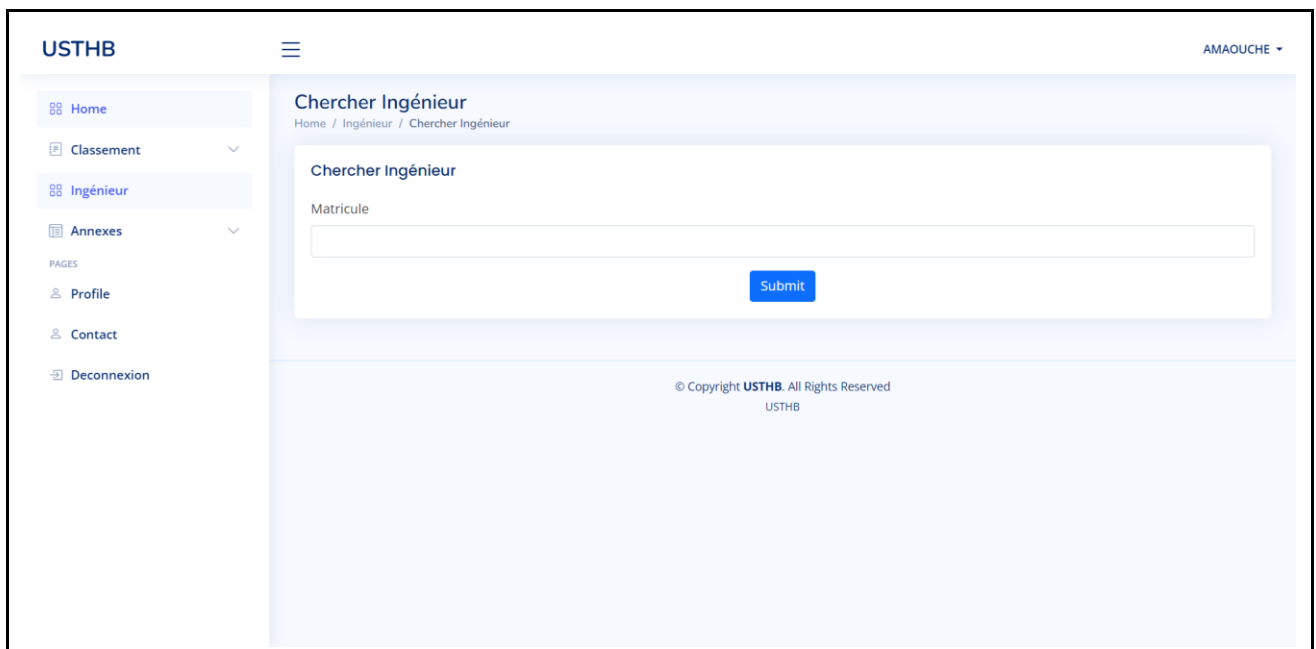 USTHB
AMAOUCHE
Home
Classement
Ingénieur
Annexes
PAGES
Profile
Contact
Deconnexion
Chercher Ingénieur
Home / Ingénieur / Chercher Ingénieur
Chercher Ingénieur
Matricule
Submit
© Copyright USTHB. All Rights Reserved
USTHB